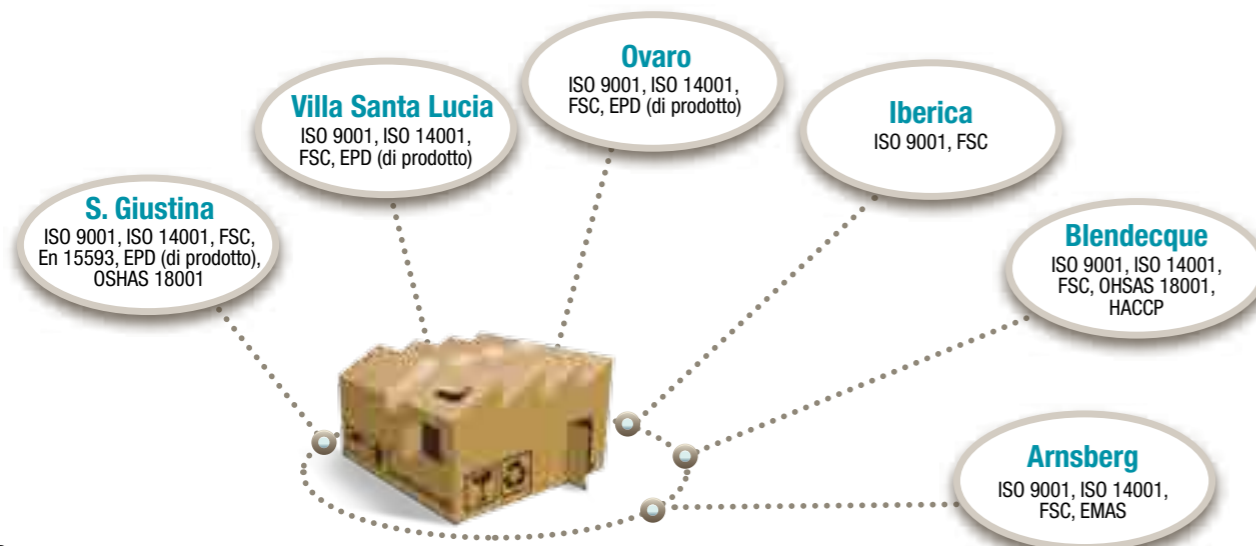 Ovaro
ISO 9001, ISO 14001,
FSC, EPD (di prodotto)
Villa Santa Lucia
ISO 9001, ISO 14001,
FSC, EPD (di prodotto)
Iberica
ISO 9001, FSC
S. Giustina
ISO 9001, ISO 14001, FSC,
En 15593, EPD (di prodotto),
OSHAS 18001
Blendecque
ISO 9001, ISO 14001,
FSC, OHSAS 18001,
HACCP
Arnsberg
ISO 9001, ISO 14001,
FSC, EMAS